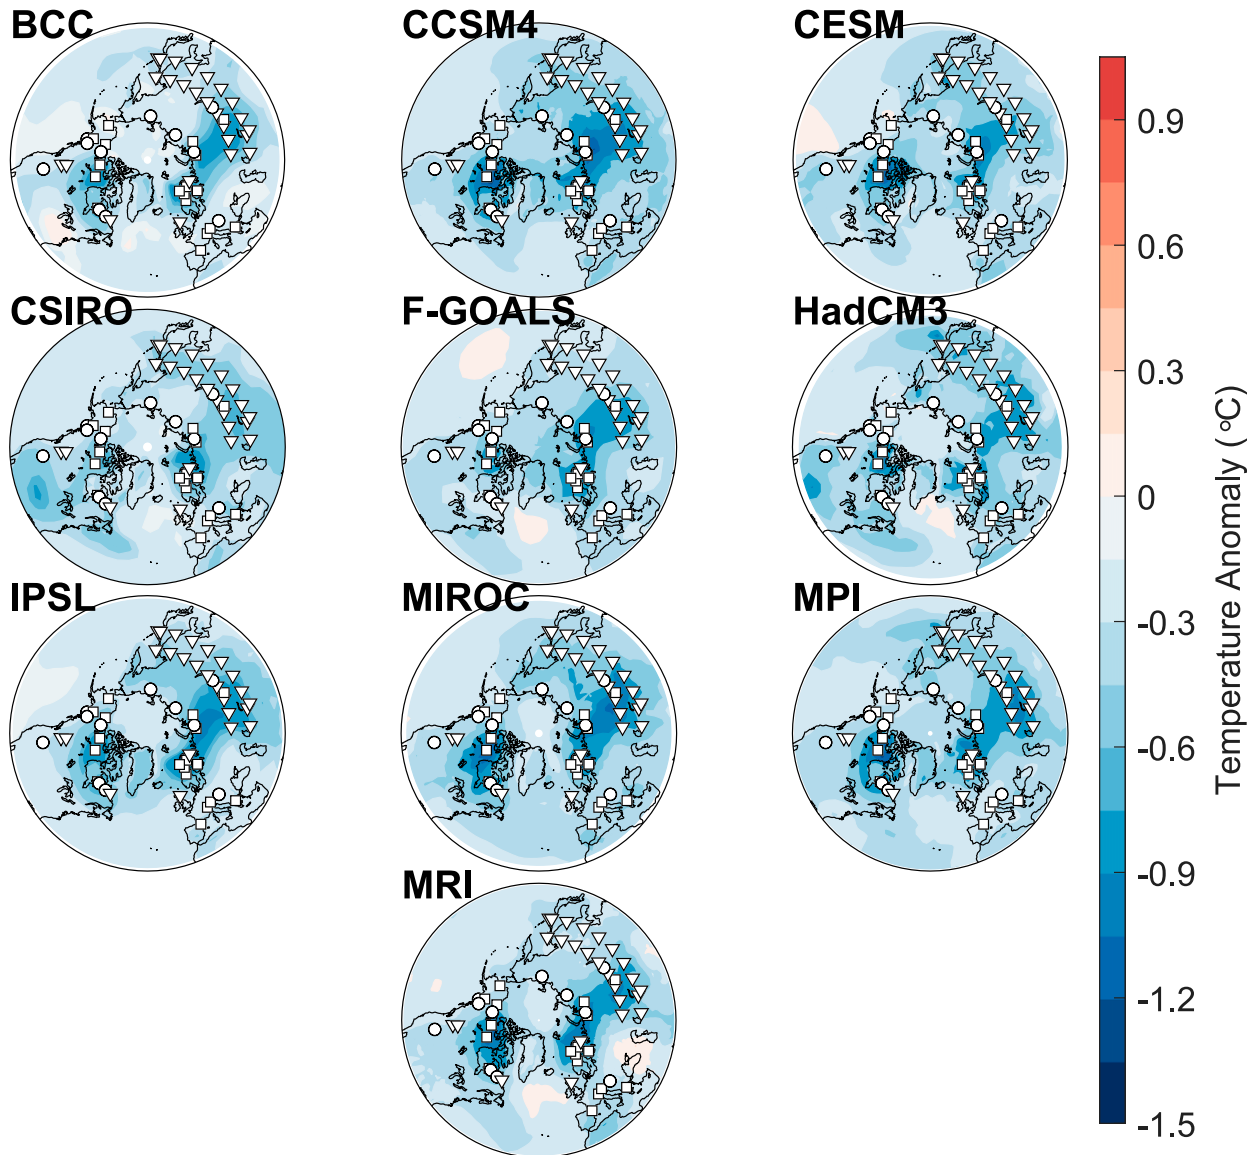 BCC
CCSM4
CESM
CSIRO
F-GOALS
HadCM3
IPSL
MIROC
MPI
MRI
0.9
0.6
0.3
0
-0.3
-0.6
-0.9
-1.2
-1.5
Temperature Anomaly (°C)